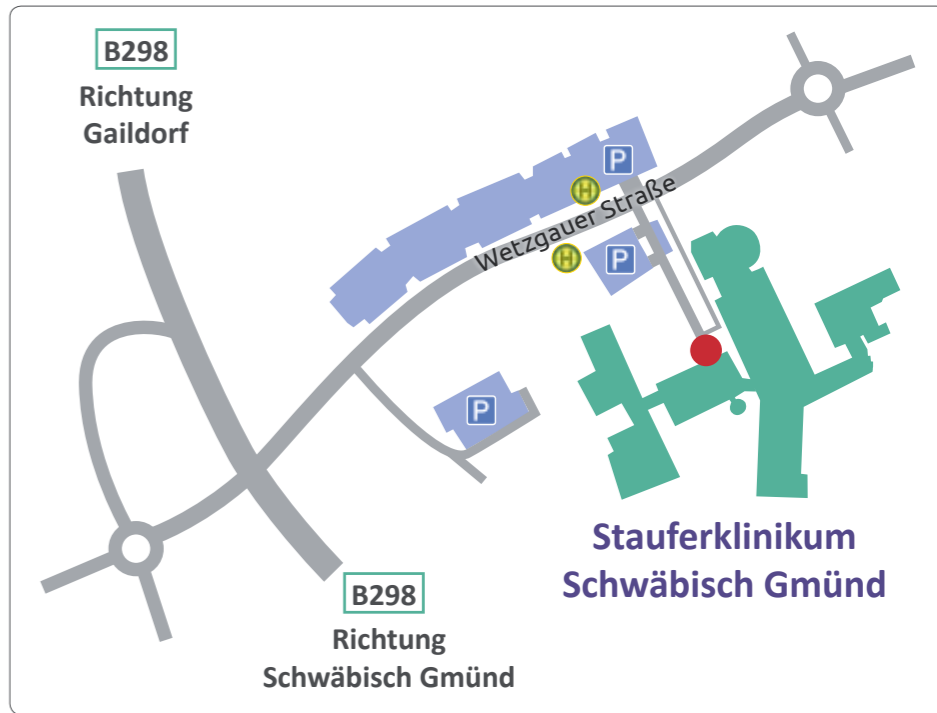 B298
Richtung
Gaildorf
P
H
Wetzgauer Straße
H
P
P
Stauferklinikum
Schwäbisch Gmünd
B298
Richtung
Schwäbisch Gmünd